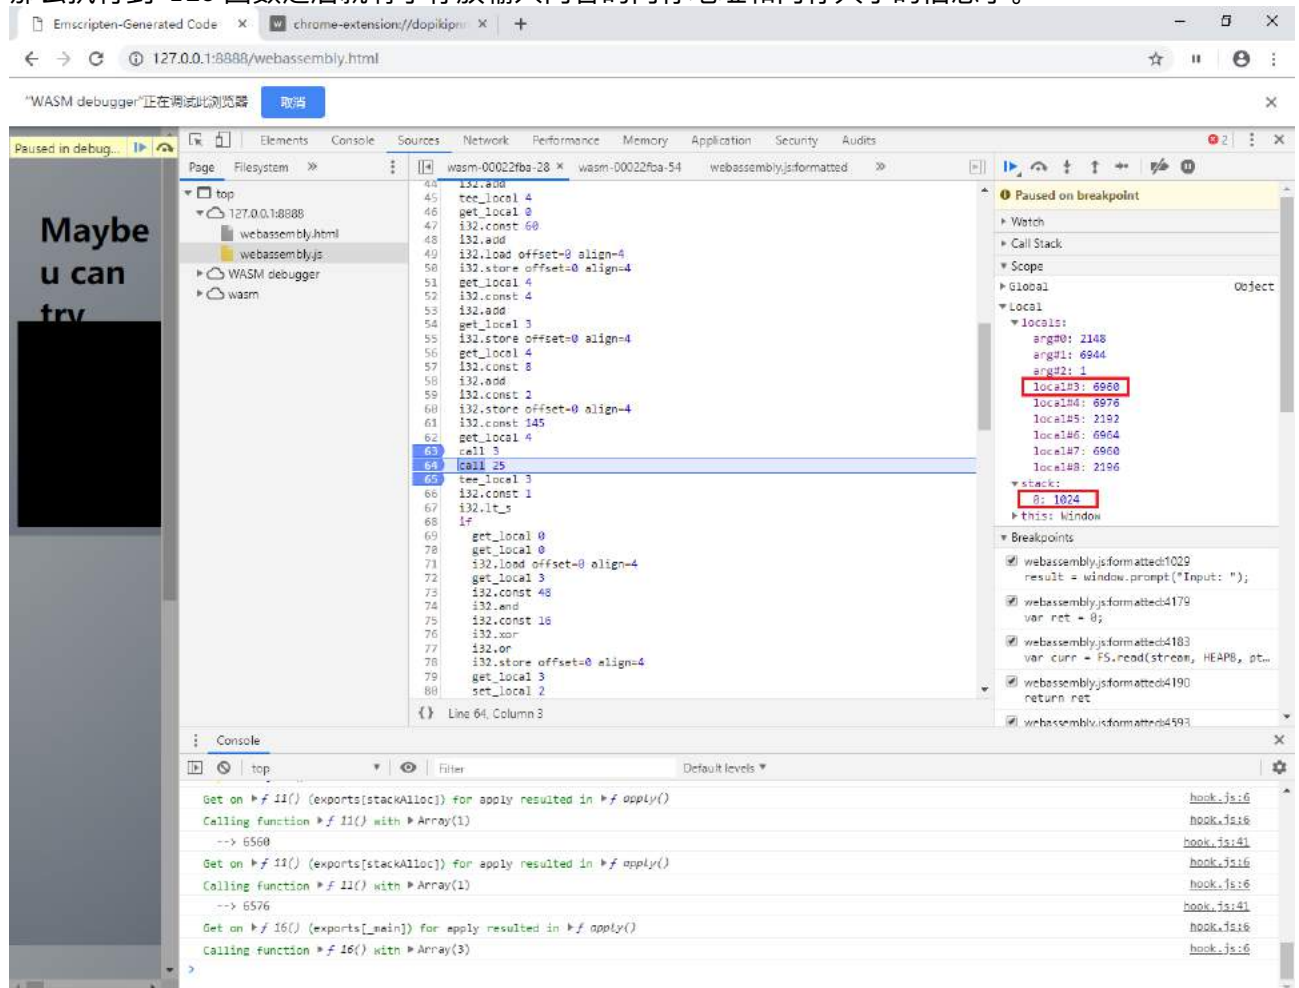 Emscripten-Generated Code × chrome-extension://dopikipn × +
127.0.0.1:8888/webassembly.html
"WASM debugger"正在调试此浏览器 取消
Paused in debug...
Maybe
u can
try
Elements Console Sources Network Performance Memory Application Security Audits 2
Page Filesystem »
top
127.0.0.1:8888
webassembly.html
webassembly.js
WASM debugger
wasm
wasm-00022fba-28 × wasm-00022fba-54 webassembly.js:formatted »
44 i32.add
45 tee_local 4
46 get_local 0
47 i32.const 60
48 i32.add
49 i32.load offset=0 align=4
50 i32.store offset=0 align=4
51 get_local 4
52 i32.const 4
53 i32.add
54 get_local 3
55 i32.store offset=0 align=4
56 get_local 4
57 i32.const 8
58 i32.add
59 i32.const 2
60 i32.store offset=0 align=4
61 i32.const 145
62 get_local 4
63 call 3
64 call 25
65 tee_local 3
66 i32.const 1
67 i32.lt_s
68 if
69 get_local 0
70 get_local 0
71 i32.load offset=0 align=4
72 get_local 3
73 i32.const 48
74 i32.and
75 i32.const 16
76 i32.xor
77 i32.or
78 i32.store offset=0 align=4
79 get_local 3
80 set_local 2
{} Line 64, Column 3
Paused on breakpoint
Watch
Call Stack
Scope
Global Object
Local
locals:
arg#0: 2148
arg#1: 6944
arg#2: 1
local#3: 6960
local#4: 6976
local#5: 2192
local#6: 6964
local#7: 6960
local#8: 2196
stack:
0: 1024
this: Window
Breakpoints
webassembly.js:formatted:1029
result = window.prompt("Input: ");
webassembly.js:formatted:4179
var ret = 0;
webassembly.js:formatted:4183
var curr = FS.read(stream, HEAP8, pt…
webassembly.js:formatted:4190
return ret
webassembly.js:formatted:4593
Console
top Filter Default levels ▼
Get on ▶ƒ 11() (exports[stackAlloc]) for apply resulted in ▶ƒ apply() hook.js:6
Calling function ▶ƒ 11() with ▶Array(1) hook.js:6
--> 6560 hook.js:41
Get on ▶ƒ 11() (exports[stackAlloc]) for apply resulted in ▶ƒ apply() hook.js:6
Calling function ▶ƒ 11() with ▶Array(1) hook.js:6
--> 6576 hook.js:41
Get on ▶ƒ 16() (exports[_main]) for apply resulted in ▶ƒ apply() hook.js:6
Calling function ▶ƒ 16() with ▶Array(3) hook.js:6
>